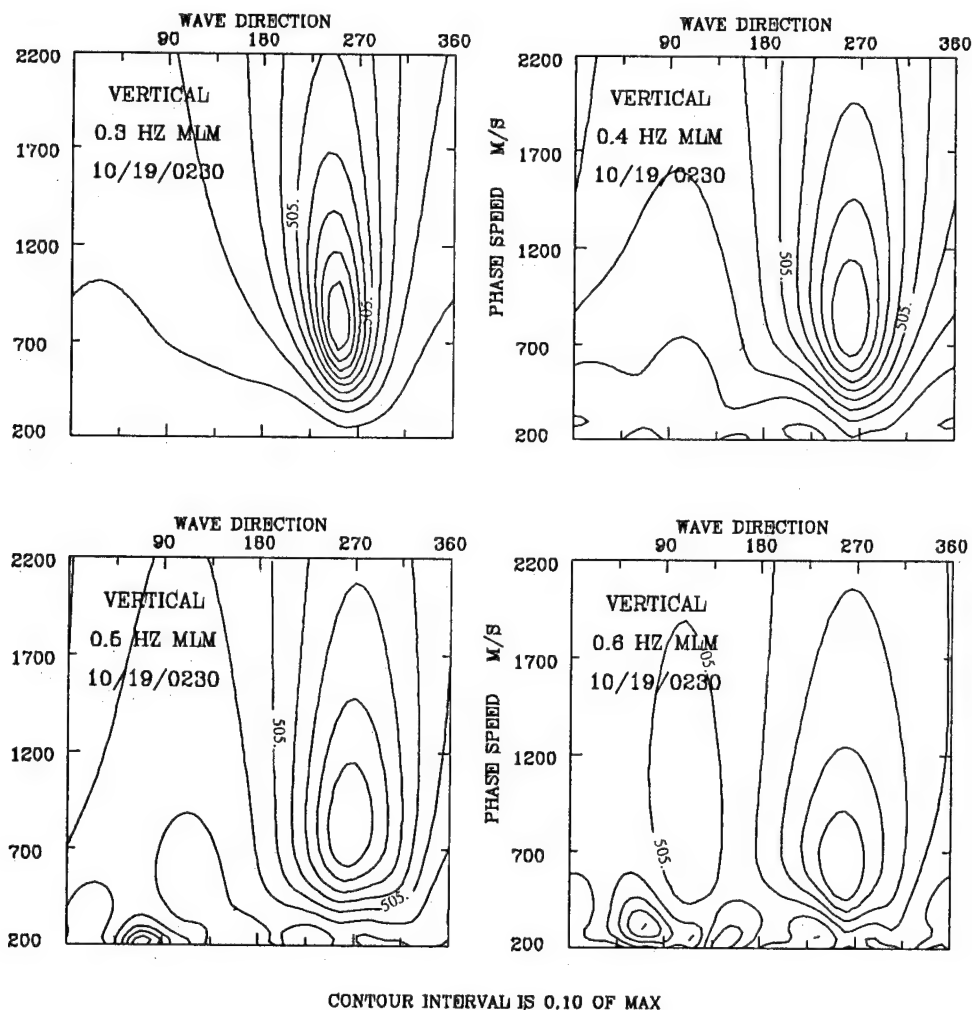 WAVE DIRECTION
90 180 270 360
2200
1700
1200
700
200
VERTICAL
0.3 HZ MLM
10/19/0230
505.
505.
WAVE DIRECTION
90 180 270 360
2200
1700
1200
700
200
PHASE SPEED M/S
VERTICAL
0.4 HZ MLM
10/19/0230
505.
505.
WAVE DIRECTION
90 180 270 360
2200
1700
1200
700
200
VERTICAL
0.5 HZ MLM
10/19/0230
505.
505.
WAVE DIRECTION
90 180 270 360
2200
1700
1200
700
200
PHASE SPEED M/S
VERTICAL
0.6 HZ MLM
10/19/0230
505.
505.
CONTOUR INTERVAL IS 0.10 OF MAX